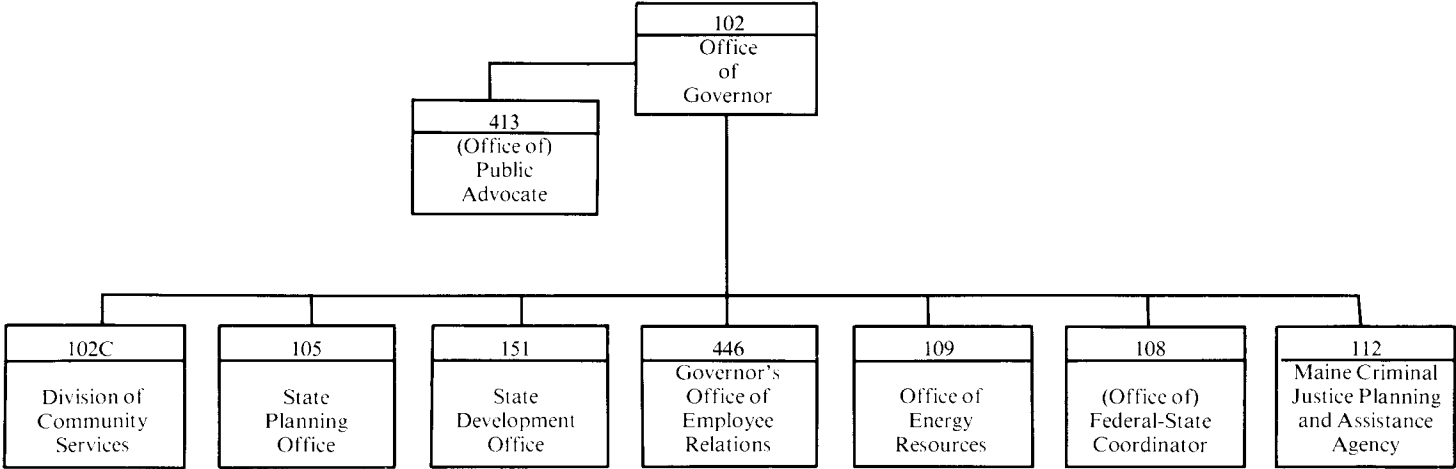 102
Office
of
Governor
413
(Office of)
Public
Advocate
102C
Division of
Community
Services
105
State
Planning
Office
151
State
Development
Office
446
Governor's
Office of
Employee
Relations
109
Office of
Energy
Resources
108
(Office of)
Federal-State
Coordinator
112
Maine Criminal
Justice Planning
and Assistance
Agency